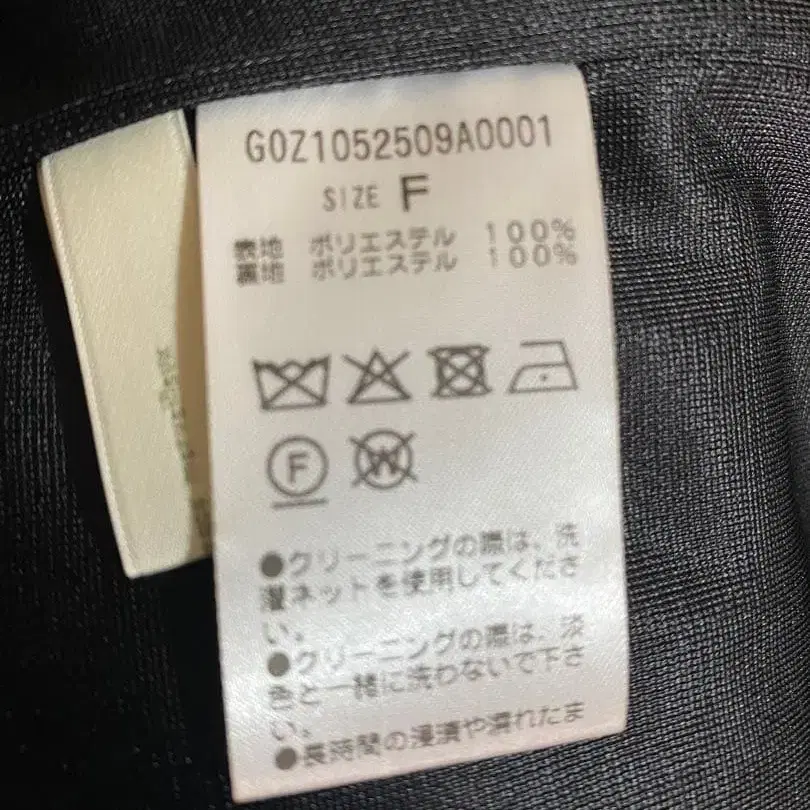 G0Z1052509A0001
SIZE F
表地 ポリエステル 100%
裏地 ポリエステル 100%
F
W
●クリーニングの際は、洗
濯ネットを使用してくださ
い。
●クリーニングの際は、淡
色と一緒に洗わないで下さ
い。
●長時間の浸漬や濡れたま